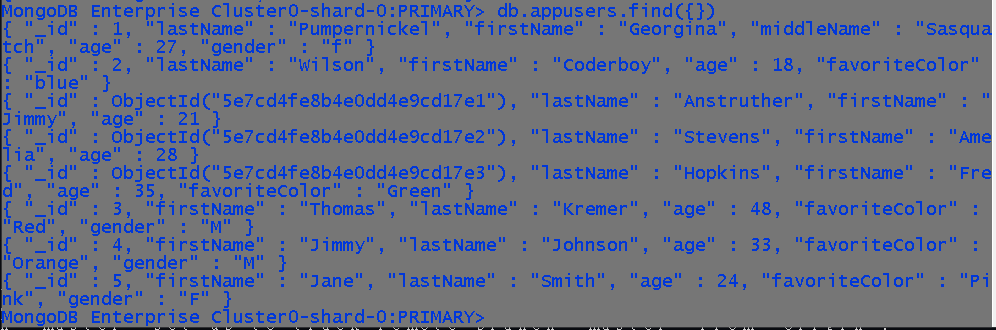 MongoDB Enterprise Cluster0-shard-0:PRIMARY> db.appusers.find({})
{ "_id" : 1, "lastName" : "Pumpernickel", "firstName" : "Georgina", "middleName" : "Sasqua
tch", "age" : 27, "gender" : "f" }
{ "_id" : 2, "lastName" : "Wilson", "firstName" : "Coderboy", "age" : 18, "favoriteColor"
: "blue" }
{ "_id" : ObjectId("5e7cd4fe8b4e0dd4e9cd17e1"), "lastName" : "Anstruther", "firstName" : "
Jimmy", "age" : 21 }
{ "_id" : ObjectId("5e7cd4fe8b4e0dd4e9cd17e2"), "lastName" : "Stevens", "firstName" : "Ame
lia", "age" : 28 }
{ "_id" : ObjectId("5e7cd4fe8b4e0dd4e9cd17e3"), "lastName" : "Hopkins", "firstName" : "Fre
d", "age" : 35, "favoriteColor" : "Green" }
{ "_id" : 3, "firstName" : "Thomas", "lastName" : "Kremer", "age" : 48, "favoriteColor" :
"Red", "gender" : "M" }
{ "_id" : 4, "firstName" : "Jimmy", "lastName" : "Johnson", "age" : 33, "favoriteColor" :
"Orange", "gender" : "M" }
{ "_id" : 5, "firstName" : "Jane", "lastName" : "Smith", "age" : 24, "favoriteColor" : "Pi
nk", "gender" : "F" }
MongoDB Enterprise Cluster0-shard-0:PRIMARY>